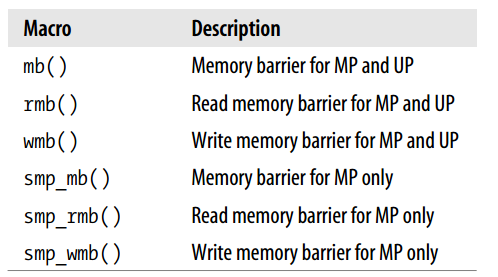 Macro Description
mb() Memory barrier for MP and UP
rmb() Read memory barrier for MP and UP
wmb() Write memory barrier for MP and UP
smp_mb() Memory barrier for MP only
smp_rmb() Read memory barrier for MP only
smp_wmb() Write memory barrier for MP only